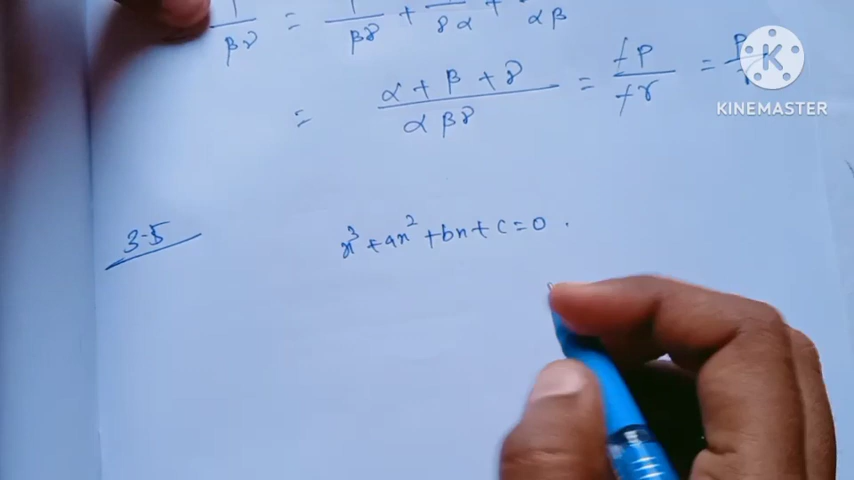 1/βγ = 1/βγ + 1/γα + 1/αβ
= α + β + γ / αβγ = -p / -r = p
KINEMASTER
3.5 x³ + ax² + bx + c = 0 .